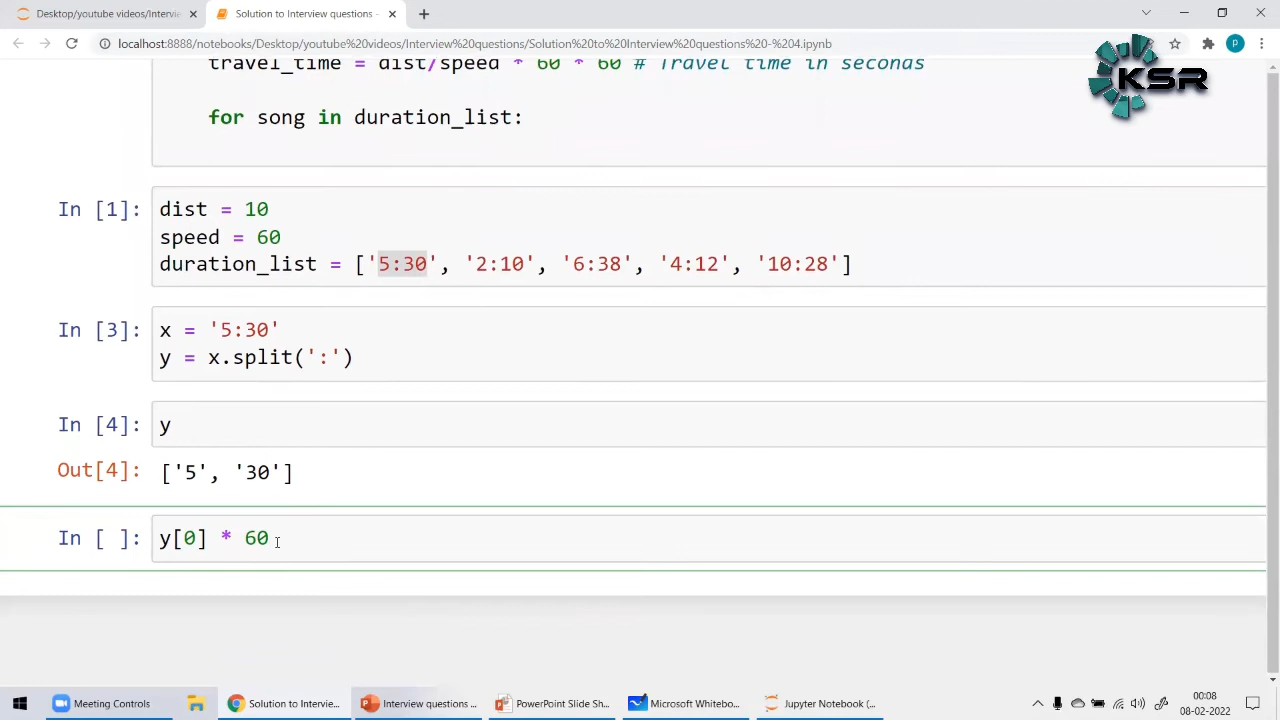 Desktop/youtube videos/Intervie
Solution to Interview questions -
localhost:8888/notebooks/Desktop/youtube%20videos/Interview%20questions/Solution%20to%20Interview%20questions%20-%204.ipynb
P
KSR
travel_time = dist/speed * 60 * 60 # Travel time in seconds
for song in duration_list:
In [1]:
dist = 10
speed = 60
duration_list = ['5:30', '2:10', '6:38', '4:12', '10:28']
In [3]:
x = '5:30'
y = x.split(':')
In [4]:
y
Out[4]:
['5', '30']
In [ ]:
y[0] * 60
Meeting Controls
Solution to Intervie...
Interview questions ...
PowerPoint Slide Sh...
Microsoft Whitebo...
Jupyter Notebook (...
00:08
08-02-2022